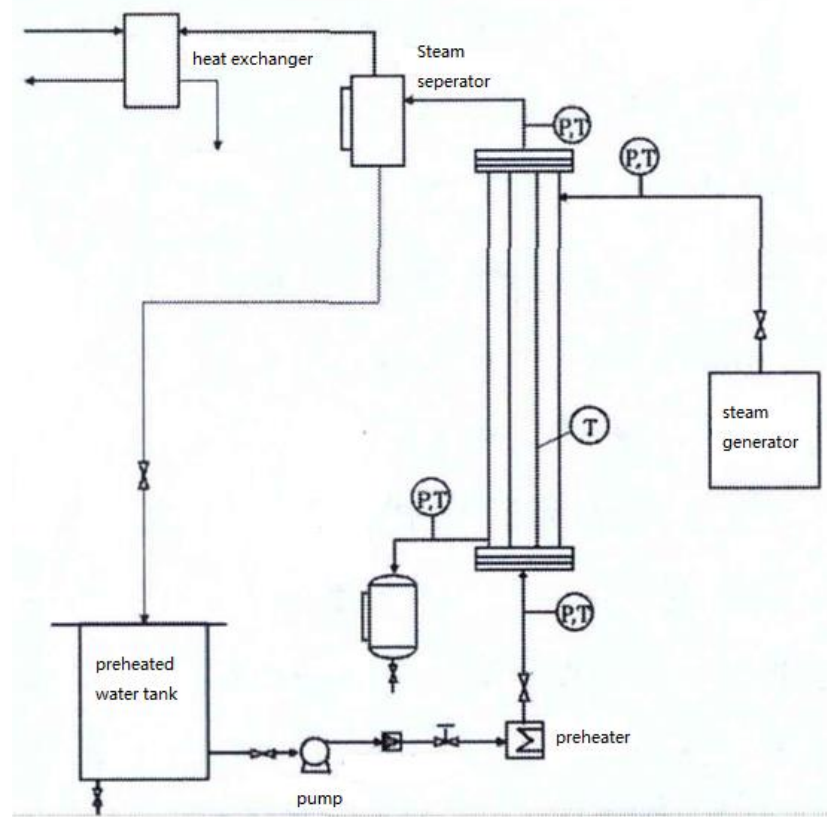 heat exchanger
Steam
seperator
P,T
P,T
steam
generator
T
P,T
P,T
preheated
water tank
preheater
pump